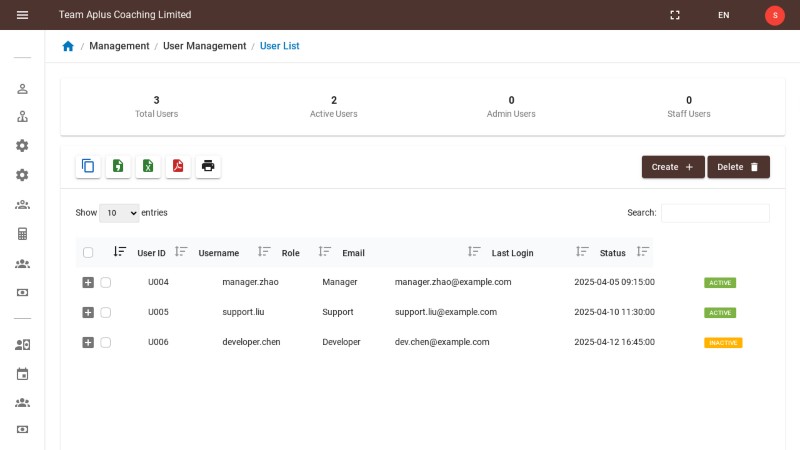 Team Aplus Coaching Limited EN S
Management / User Management / User List
3 2 0 0
Total Users Active Users Admin Users Staff Users
Create + Delete
Show 10 entries Search:
User ID Username Role Email Last Login Status
U004 manager.zhao Manager manager.zhao@example.com 2025-04-05 09:15:00 ACTIVE
U005 support.liu Support support.liu@example.com 2025-04-10 11:30:00 ACTIVE
U006 developer.chen Developer dev.chen@example.com 2025-04-12 16:45:00 INACTIVE